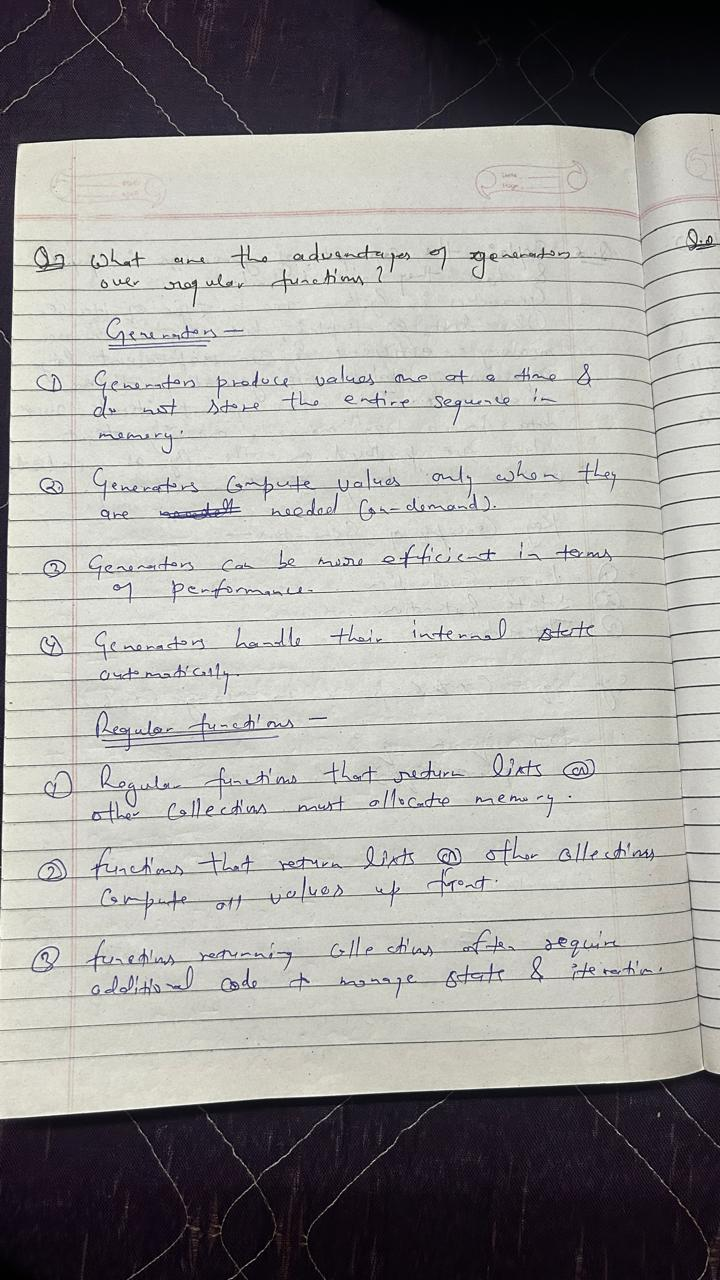 Q7 What are the advantages of generators
over regular functions?
Generators —
① Generators produce values one at a time &
do not store the entire sequence in
memory.
② Generators Compute values only when they
are needed (on-demand).
③ Generators can be more efficient in terms
of performance.
④ Generators handle their internal state
automatically.
Regular functions —
① Regular functions that return lists or
other Collections must allocate memory.
② functions that return lists or other collections
Compute all values up front.
③ functions returning collections often require
additional code to manage state & iteration.